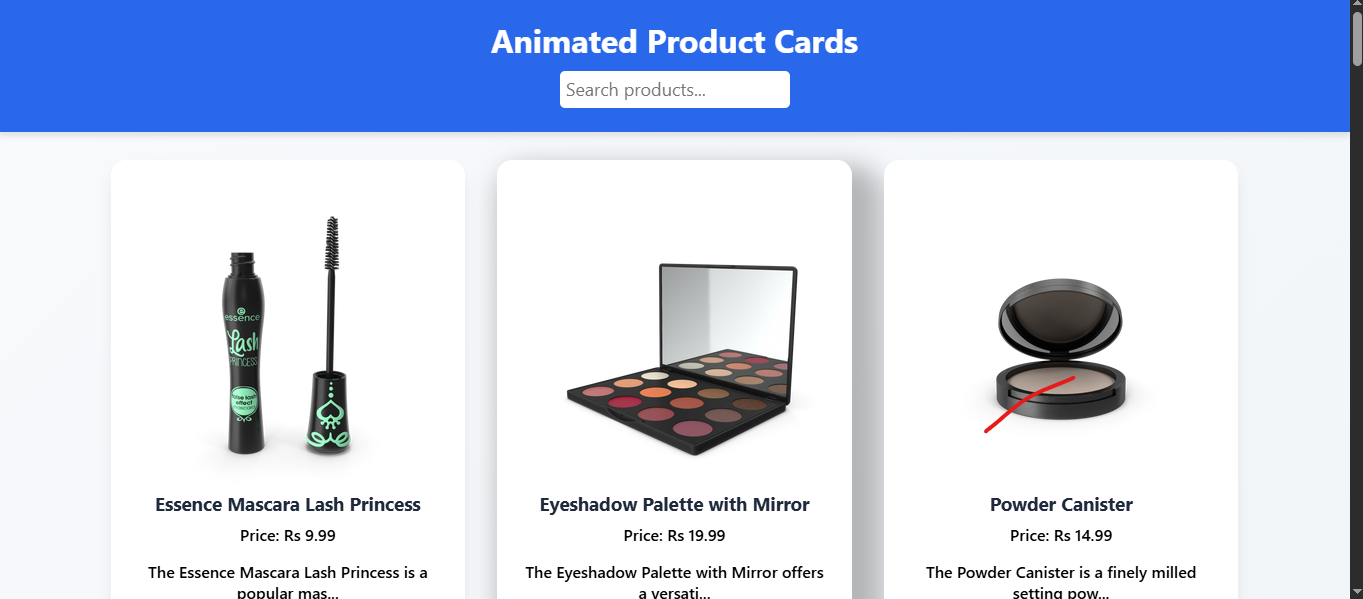 Animated Product Cards
Search products...
essence
Lash
PRINCESS
false lash
effect
mascara
Essence Mascara Lash Princess
Price: Rs 9.99
The Essence Mascara Lash Princess is a
popular mas...
Eyeshadow Palette with Mirror
Price: Rs 19.99
The Eyeshadow Palette with Mirror offers
a versati...
Powder Canister
Price: Rs 14.99
The Powder Canister is a finely milled
setting pow...